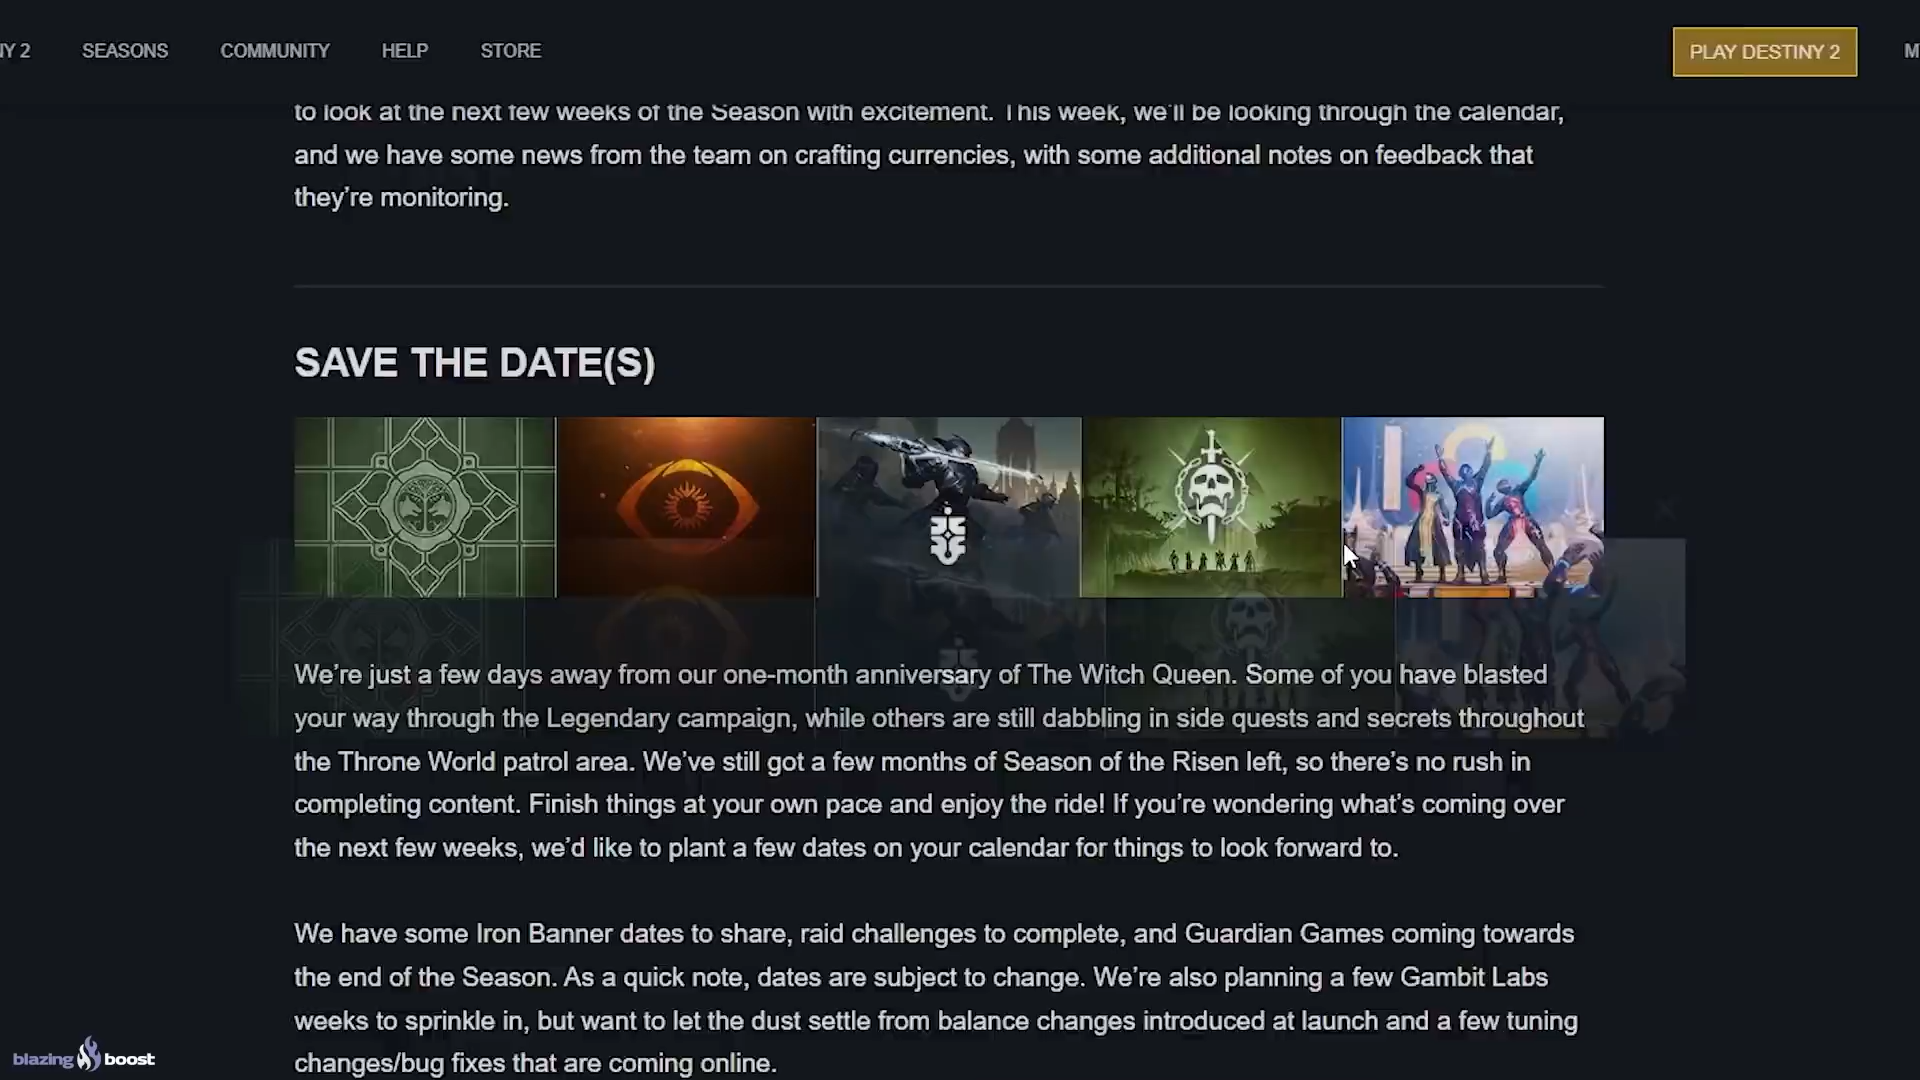 NY 2 SEASONS COMMUNITY HELP STORE PLAY DESTINY 2 M
to look at the next few weeks of the Season with excitement. This week, we'll be looking through the calendar,
and we have some news from the team on crafting currencies, with some additional notes on feedback that
they're monitoring.
SAVE THE DATE(S)
We're just a few days away from our one-month anniversary of The Witch Queen. Some of you have blasted
your way through the Legendary campaign, while others are still dabbling in side quests and secrets throughout
the Throne World patrol area. We've still got a few months of Season of the Risen left, so there's no rush in
completing content. Finish things at your own pace and enjoy the ride! If you're wondering what's coming over
the next few weeks, we'd like to plant a few dates on your calendar for things to look forward to.
We have some Iron Banner dates to share, raid challenges to complete, and Guardian Games coming towards
the end of the Season. As a quick note, dates are subject to change. We're also planning a few Gambit Labs
weeks to sprinkle in, but want to let the dust settle from balance changes introduced at launch and a few tuning
changes/bug fixes that are coming online.
blazing boost